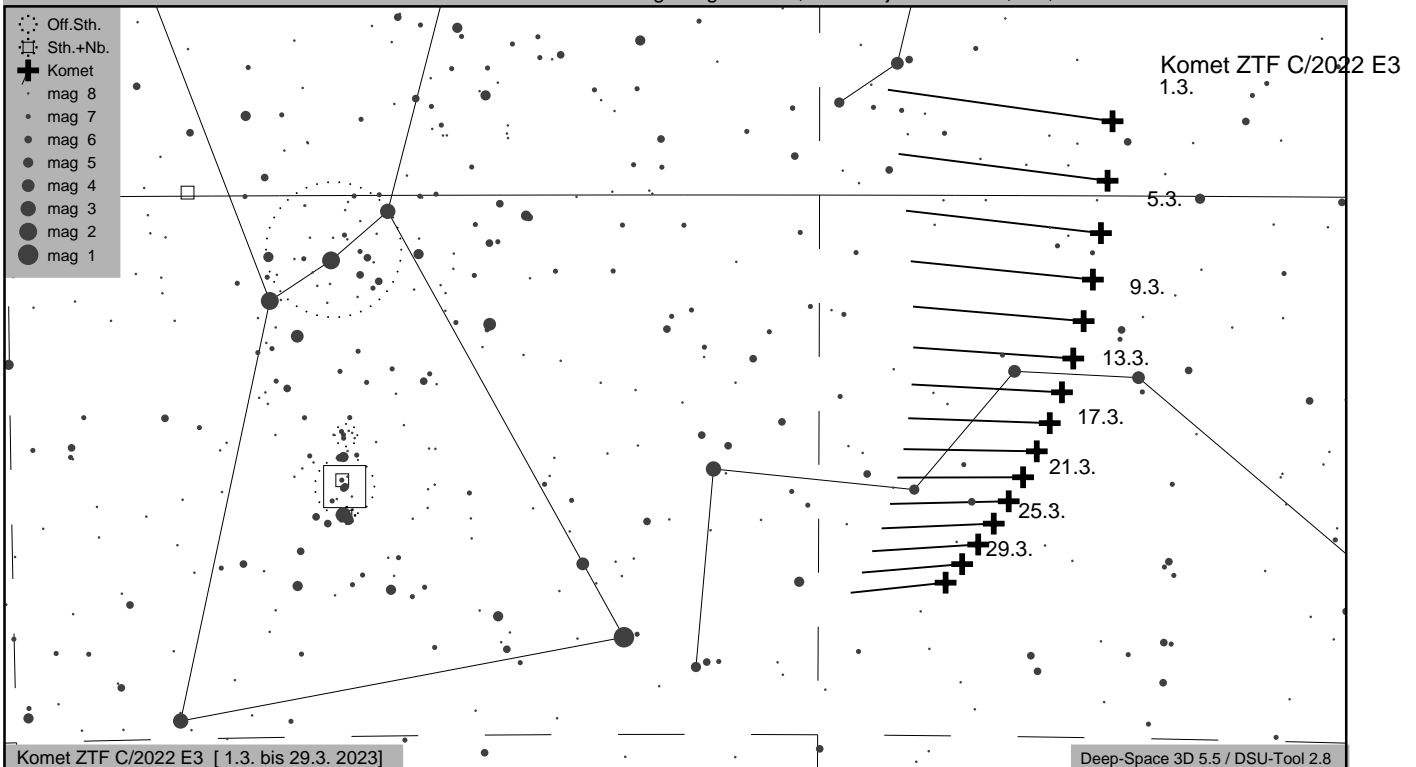 Off.Sth.
Sth.+Nb.
Komet
mag 8
mag 7
mag 6
mag 5
mag 4
mag 3
mag 2
mag 1
Komet ZTF C/2022 E3
1.3.
5.3.
9.3.
13.3.
17.3.
21.3.
25.3.
29.3.
Komet ZTF C/2022 E3 [ 1.3. bis 29.3. 2023]
Deep-Space 3D 5.5 / DSU-Tool 2.8